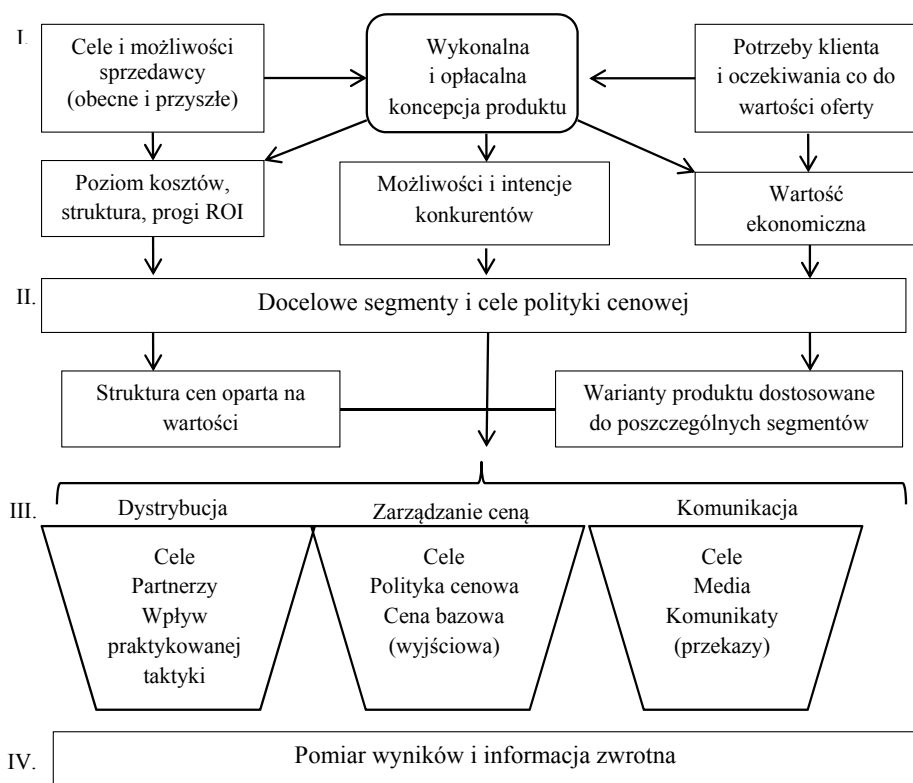 I.
Cele i możliwości
sprzedawcy
(obecne i przyszłe)
Wykonalna
i opłacalna
koncepcja produktu
Potrzeby klienta
i oczekiwania co do
wartości oferty
Poziom kosztów,
struktura, progi ROI
Możliwości i intencje
konkurentów
Wartość
ekonomiczna
II.
Docelowe segmenty i cele polityki cenowej
Struktura cen oparta na
wartości
Warianty produktu dostosowane
do poszczególnych segmentów
III.
Dystrybucja
Cele
Partnerzy
Wpływ
praktykowanej
taktyki
Zarządzanie ceną
Cele
Polityka cenowa
Cena bazowa
(wyjściowa)
Komunikacja
Cele
Media
Komunikaty
(przekazy)
IV.
Pomiar wyników i informacja zwrotna